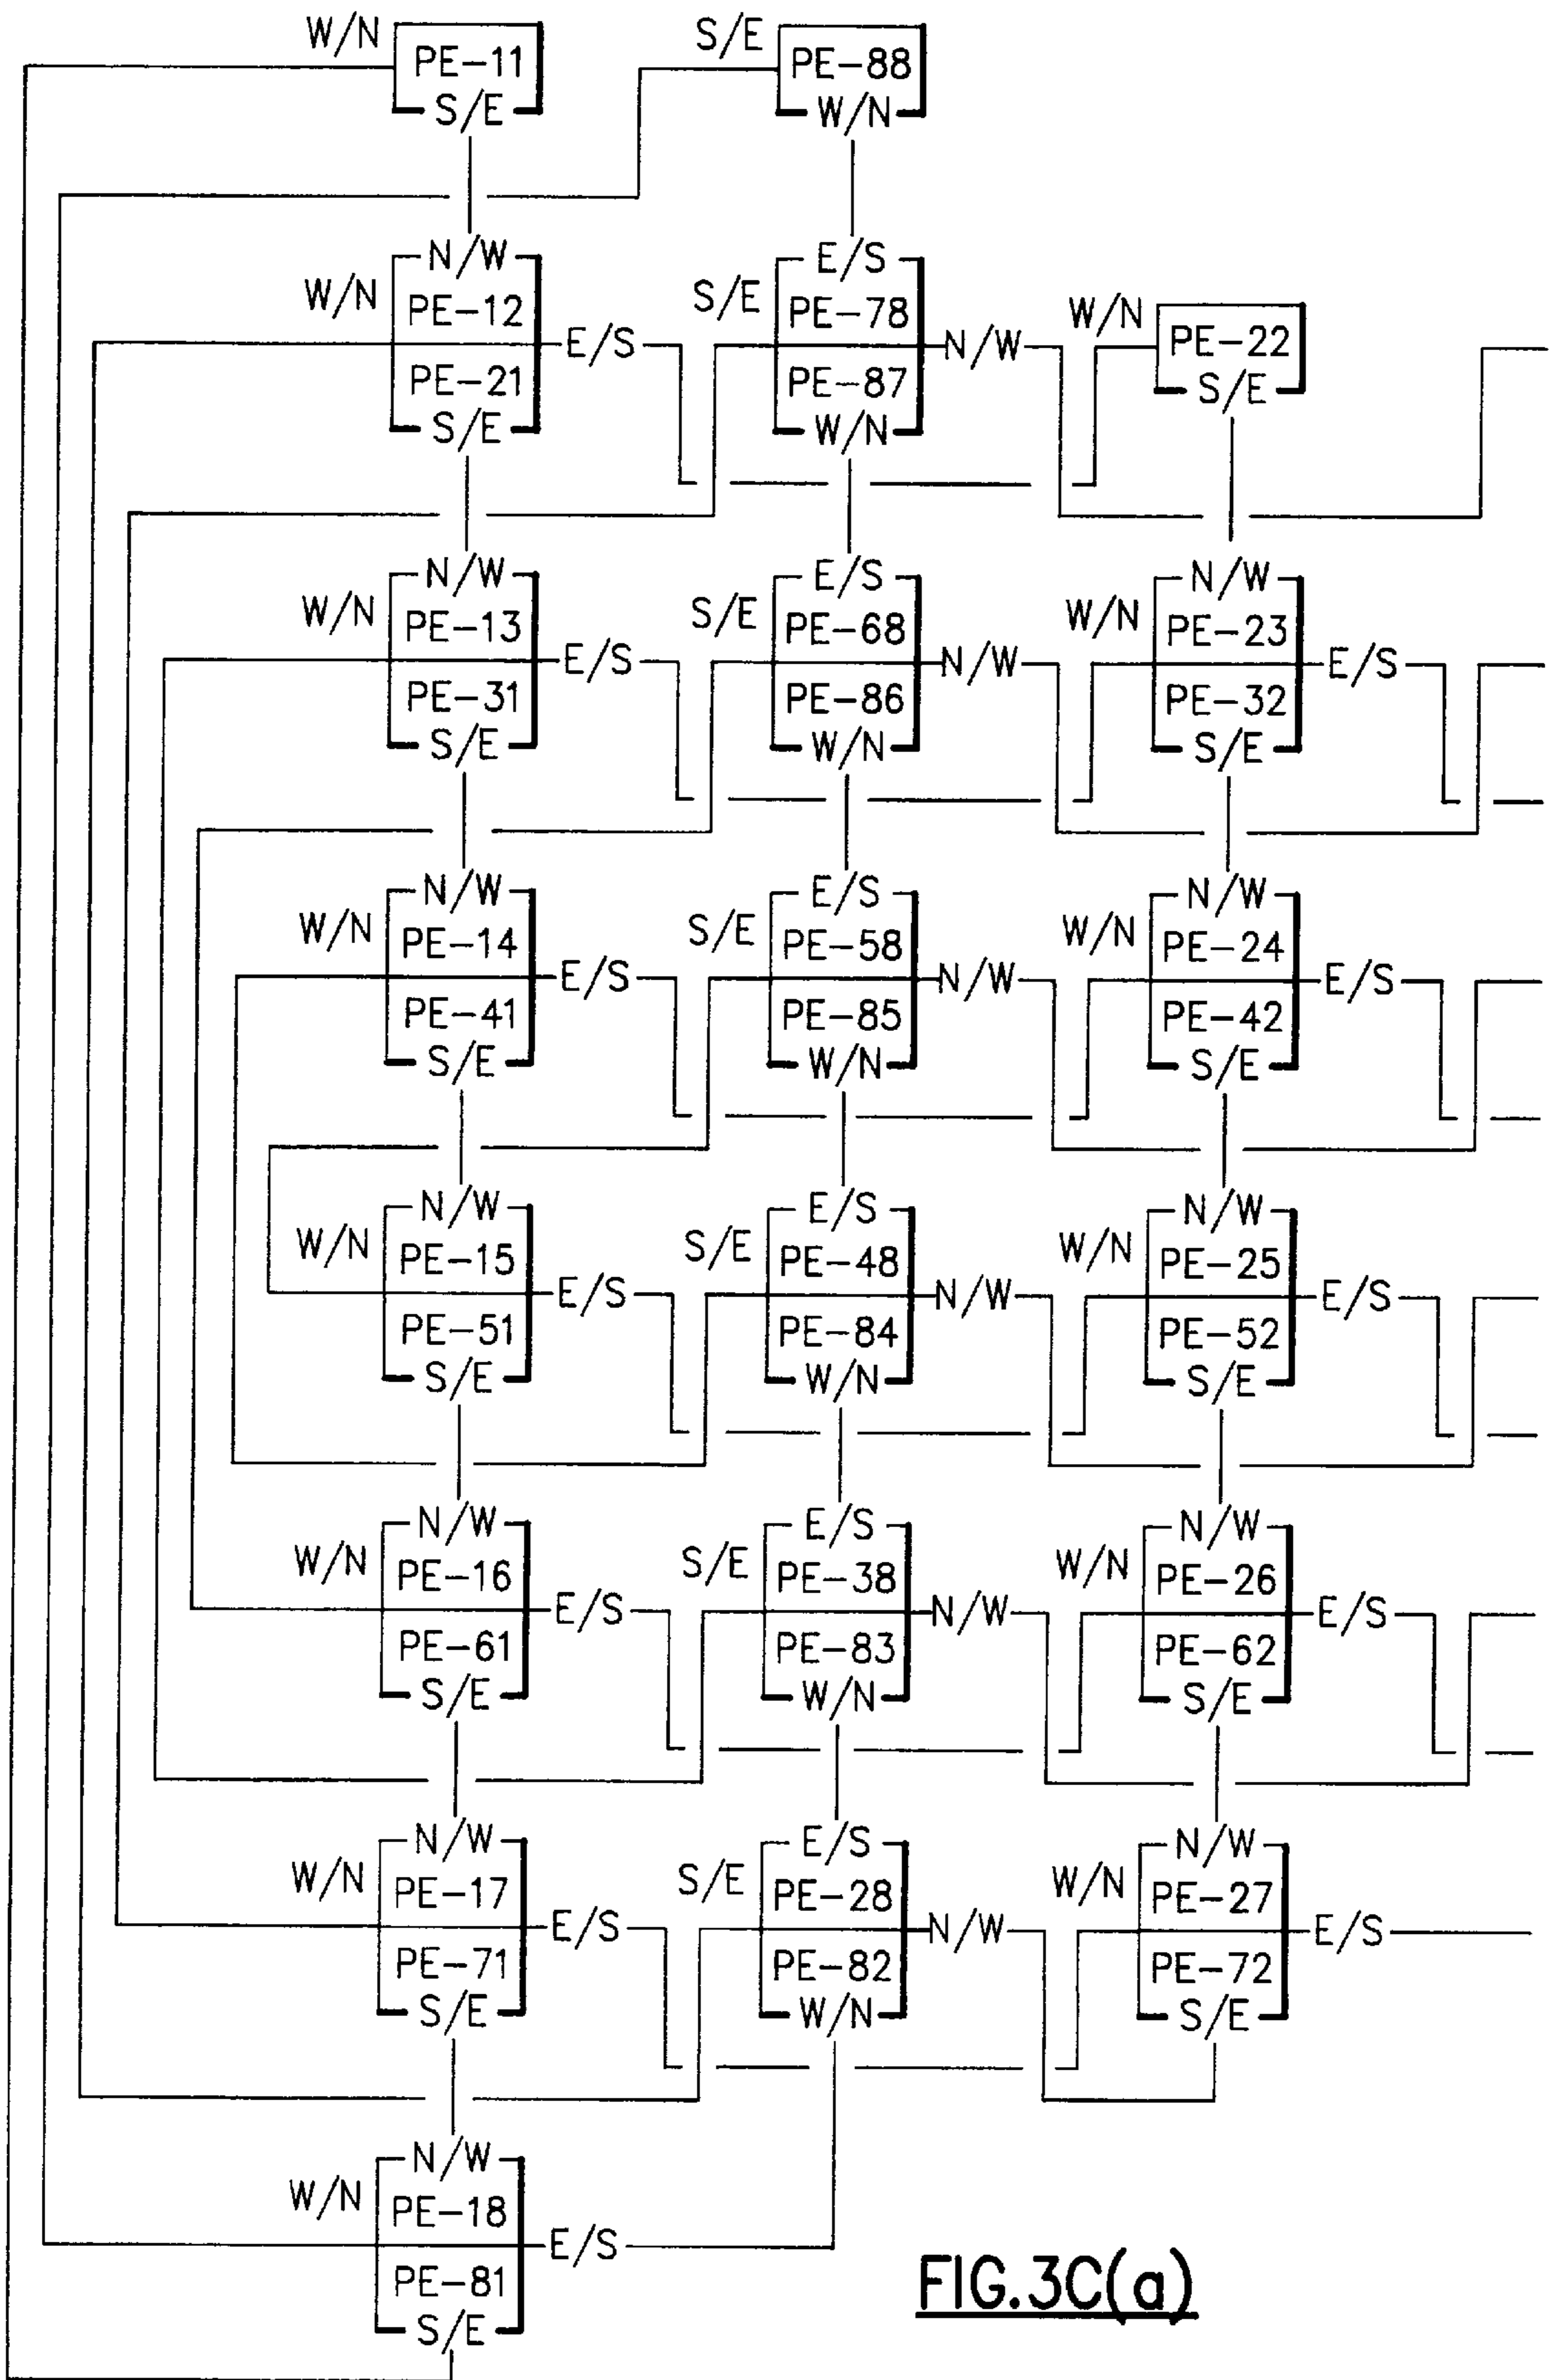 W/N PE-11 S/E PE-88
S/E W/N
N/W E/S
W/N PE-12 S/E PE-78 W/N
E/S N/W PE-22
PE-21 PE-87 S/E
S/E W/N
N/W E/S N/W
W/N PE-13 S/E PE-68 W/N PE-23
E/S N/W E/S
PE-31 PE-86 PE-32
S/E W/N S/E
N/W E/S N/W
W/N PE-14 S/E PE-58 W/N PE-24
E/S N/W E/S
PE-41 PE-85 PE-42
S/E W/N S/E
N/W E/S N/W
W/N PE-15 S/E PE-48 W/N PE-25
E/S N/W E/S
PE-51 PE-84 PE-52
S/E W/N S/E
N/W E/S N/W
W/N PE-16 S/E PE-38 W/N PE-26
E/S N/W E/S
PE-61 PE-83 PE-62
S/E W/N S/E
N/W E/S N/W
W/N PE-17 S/E PE-28 W/N PE-27
E/S N/W E/S
PE-71 PE-82 PE-72
S/E W/N S/E
N/W
W/N PE-18
E/S
PE-81
S/E
FIG.3C(a)